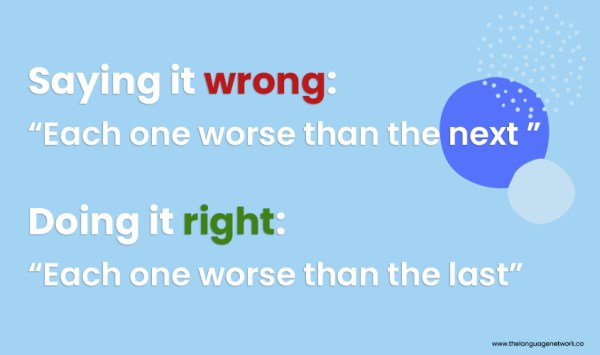 Saying it wrong:
“Each one worse than the next ”
Doing it right:
“Each one worse than the last”
www.thelanguagenetwork.co